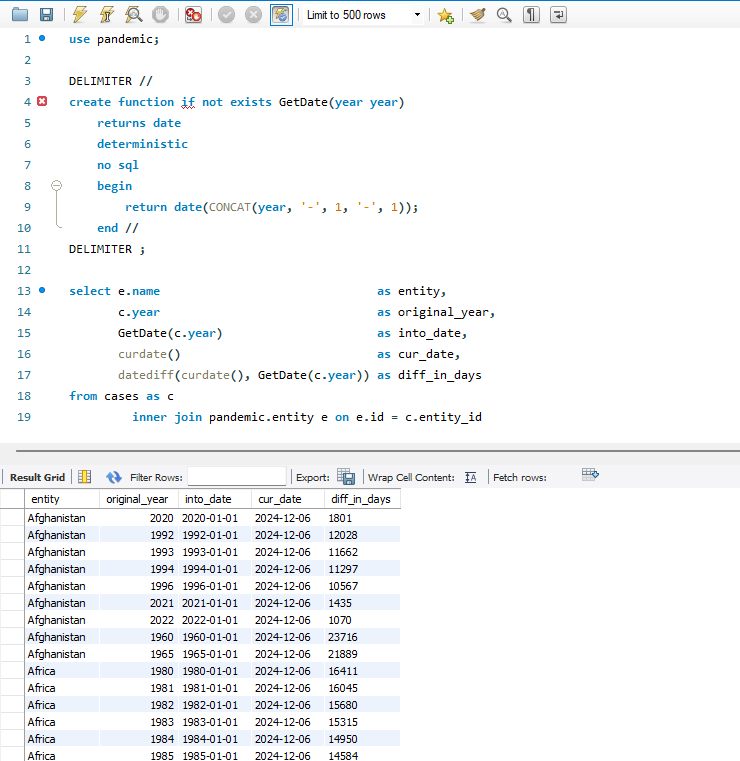 Limit to 500 rows
1 use pandemic;
2
3 DELIMITER //
4 create function if not exists GetDate(year year)
5 returns date
6 deterministic
7 no sql
8 begin
9 return date(CONCAT(year, '-', 1, '-', 1));
10 end //
11 DELIMITER ;
12
13 select e.name as entity,
14 c.year as original_year,
15 GetDate(c.year) as into_date,
16 curdate() as cur_date,
17 datediff(curdate(), GetDate(c.year)) as diff_in_days
18 from cases as c
19 inner join pandemic.entity e on e.id = c.entity_id
Result Grid Filter Rows: Export: Wrap Cell Content: Fetch rows:
entity original_year into_date cur_date diff_in_days
Afghanistan 2020 2020-01-01 2024-12-06 1801
Afghanistan 1992 1992-01-01 2024-12-06 12028
Afghanistan 1993 1993-01-01 2024-12-06 11662
Afghanistan 1994 1994-01-01 2024-12-06 11297
Afghanistan 1996 1996-01-01 2024-12-06 10567
Afghanistan 2021 2021-01-01 2024-12-06 1435
Afghanistan 2022 2022-01-01 2024-12-06 1070
Afghanistan 1960 1960-01-01 2024-12-06 23716
Afghanistan 1965 1965-01-01 2024-12-06 21889
Africa 1980 1980-01-01 2024-12-06 16411
Africa 1981 1981-01-01 2024-12-06 16045
Africa 1982 1982-01-01 2024-12-06 15680
Africa 1983 1983-01-01 2024-12-06 15315
Africa 1984 1984-01-01 2024-12-06 14950
Africa 1985 1985-01-01 2024-12-06 14584